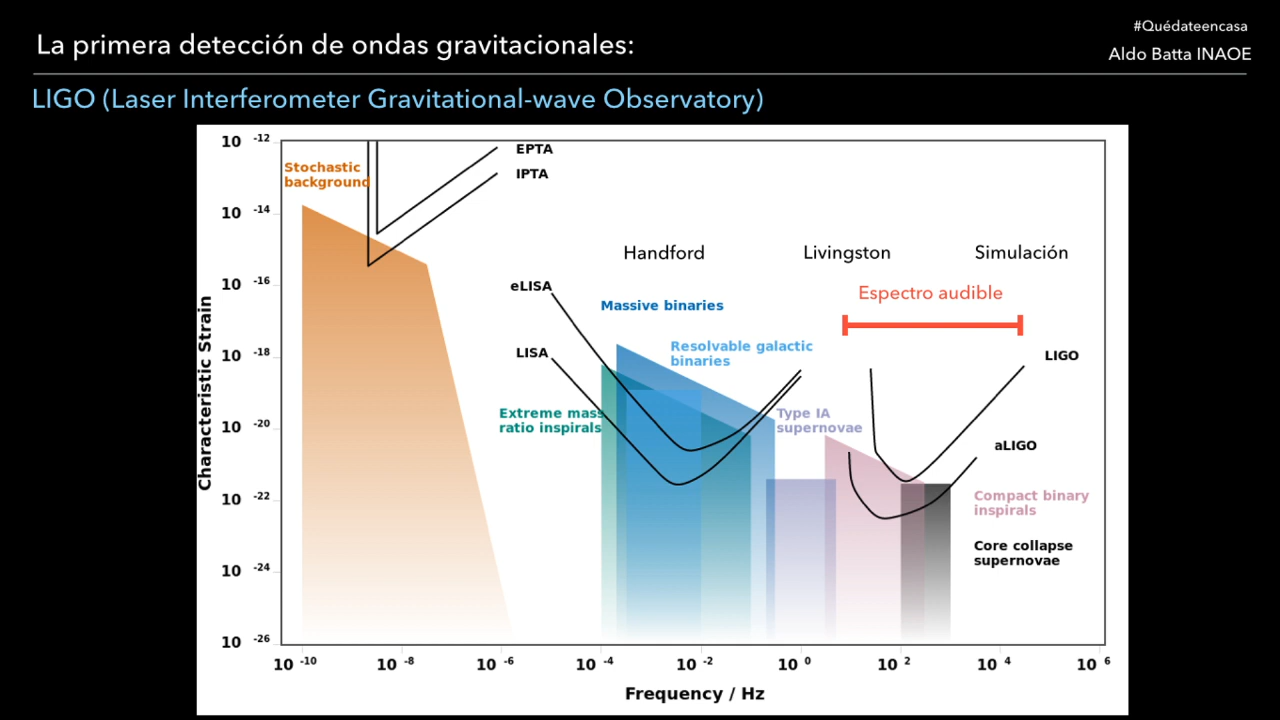 #Quédateencasa
La primera detección de ondas gravitacionales:
Aldo Batta INAOE
LIGO (Laser Interferometer Gravitational-wave Observatory)
10 -12
10 -14
10 -16
10 -18
10 -20
10 -22
10 -24
10 -26
Characteristic Strain
EPTA
IPTA
Stochastic
background
Handford
Livingston
Simulación
eLISA
Massive binaries
Espectro audible
LISA
Resolvable galactic
binaries
LIGO
Extreme mass
ratio inspirals
Type IA
supernovae
aLIGO
Compact binary
inspirals
Core collapse
supernovae
10 -10
10 -8
10 -6
10 -4
10 -2
10 0
10 2
10 4
10 6
Frequency / Hz